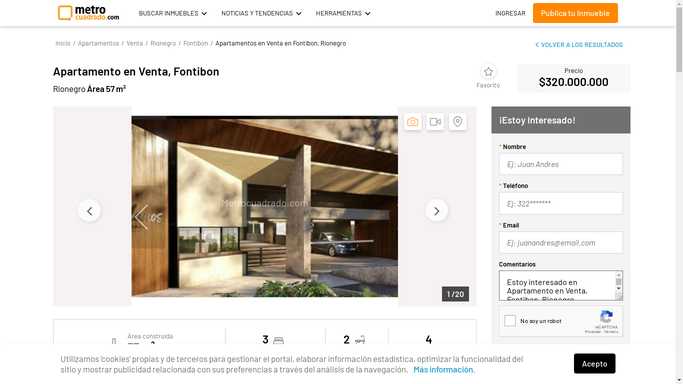 metro
cuadrado.com
BUSCAR INMUEBLES
NOTICIAS Y TENDENCIAS
HERRAMIENTAS
INGRESAR
Publica tu inmueble
Inicio / Apartamentos / Venta / Rionegro / Fontibon / Apartamentos en Venta en Fontibon, Rionegro
VOLVER A LOS RESULTADOS
Apartamento en Venta, Fontibon
Rionegro Área 57 m²
Favorito
Precio
$320.000.000
Metrocuadrado.com
1 / 20
¡Estoy Interesado!
* Nombre
Ej: Juan Andres
* Teléfono
Ej: 322*******
* Email
Ej: juanandres@email.com
Comentarios
Estoy interesado en
Apartamento en Venta,
Fontibon, Rionegro
No soy un robot
reCAPTCHA
Privacidad - Términos
Área construida
3
2
4
Utilizamos 'cookies' propias y de terceros para gestionar el portal, elaborar información estadística, optimizar la funcionalidad del
sitio y mostrar publicidad relacionada con sus preferencias a través del análisis de la navegación. Más información.
Acepto